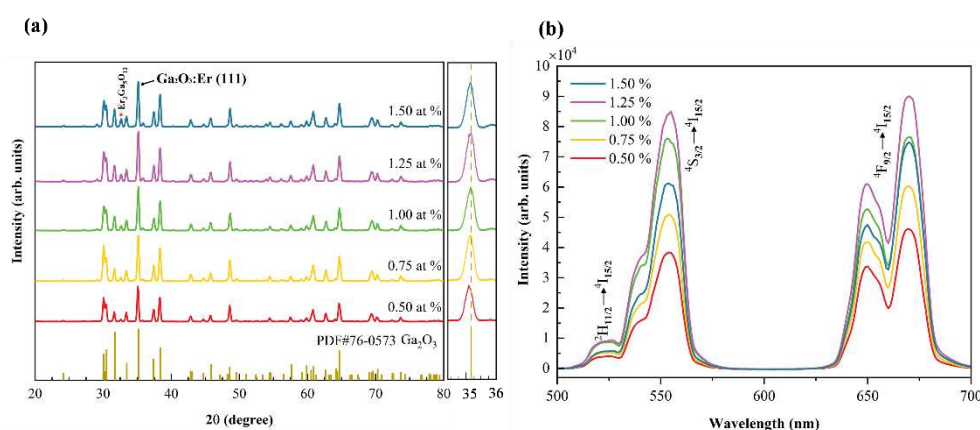 (a)
Intensity (arb. units)
Er3Ga5O12
Ga2O3:Er (111)
1.50 at %
1.25 at %
1.00 at %
0.75 at %
0.50 at %
PDF#76-0573 Ga2O3
20 30 40 50 60 70 80 35 36
2θ (degree)
(b)
×10⁴
Intensity (arb. units)
10
9
8
7
6
5
4
3
2
1
0
1.50 %
1.25 %
1.00 %
0.75 %
0.50 %
²H11/2→⁴I15/2
⁴S3/2→⁴I15/2
⁴F9/2→⁴I15/2
500 550 600 650 700
Wavelength (nm)